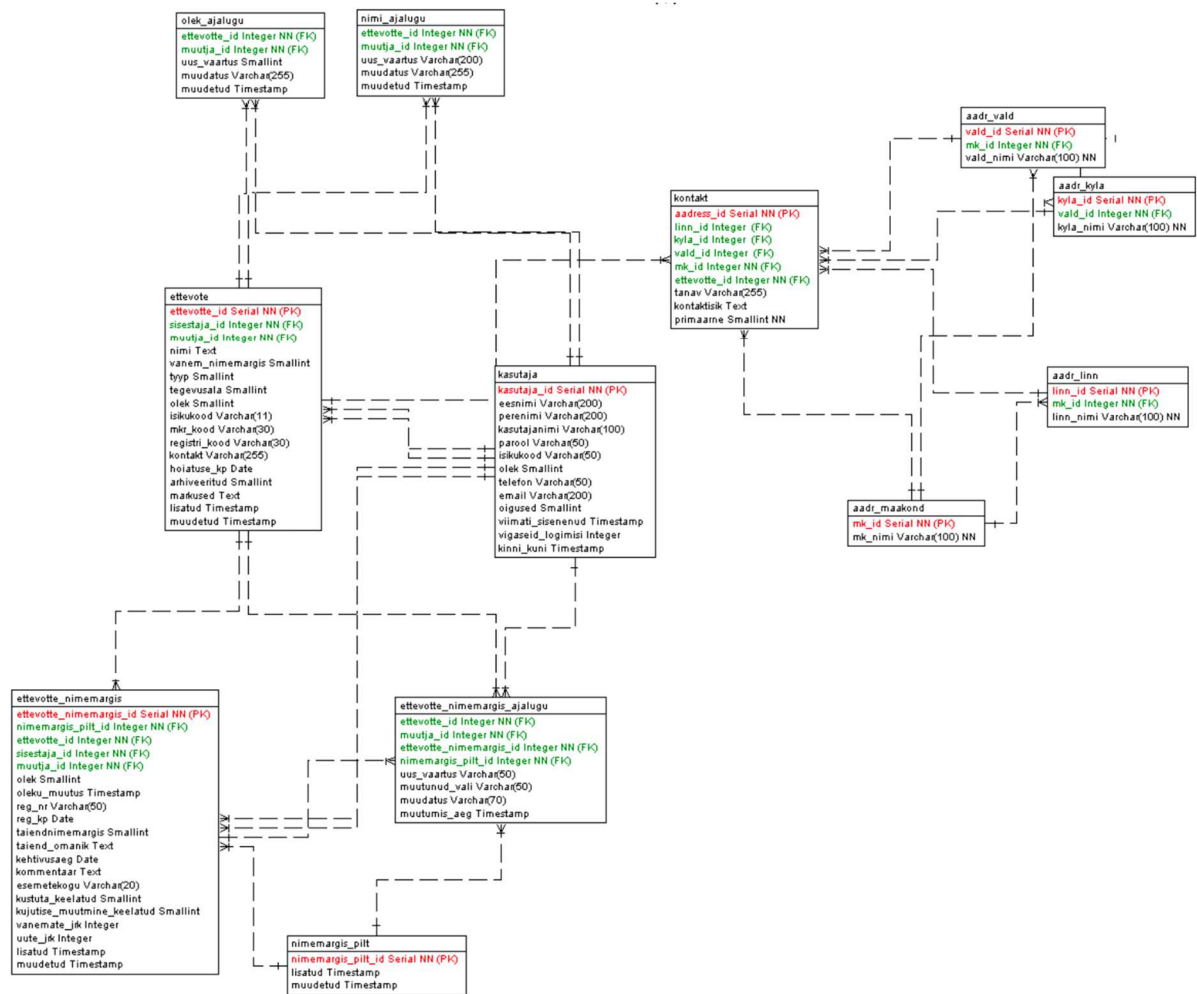 olek_ajalugu
ettevotte_id Integer NN (FK)
muutja_id Integer NN (FK)
uus_vaartus Smallint
muudatus Varchar(255)
muudetud Timestamp
nimi_ajalugu
ettevotte_id Integer NN (FK)
muutja_id Integer NN (FK)
uus_vaartus Varchar(200)
muudatus Varchar(255)
muudetud Timestamp
aadr_vald
vald_id Serial NN (PK)
mk_id Integer NN (FK)
vald_nimi Varchar(100) NN
aadr_kyla
kyla_id Serial NN (PK)
vald_id Integer NN (FK)
kyla_nimi Varchar(100) NN
kontakt
aadress_id Serial NN (PK)
linn_id Integer (FK)
kyla_id Integer (FK)
vald_id Integer (FK)
mk_id Integer NN (FK)
ettevotte_id Integer NN (FK)
tanav Varchar(255)
kontaktisik Text
primaarne Smallint NN
ettevote
ettevotte_id Serial NN (PK)
sisestaja_id Integer NN (FK)
muutja_id Integer NN (FK)
nimi Text
vanem_nimemargis Smallint
tyyp Smallint
tegevusala Smallint
olek Smallint
isikukood Varchar(11)
mkr_kood Varchar(30)
registri_kood Varchar(30)
kontakt Varchar(255)
hoiatuse_kp Date
arhiveeritud Smallint
markused Text
lisatud Timestamp
muudetud Timestamp
kasutaja
kasutaja_id Serial NN (PK)
eesnimi Varchar(200)
perenimi Varchar(200)
kasutajanimi Varchar(100)
parool Varchar(50)
isikukood Varchar(50)
olek Smallint
telefon Varchar(50)
email Varchar(200)
oigused Smallint
viimati_sisenenud Timestamp
vigaseid_logimisi Integer
kinni_kuni Timestamp
aadr_linn
linn_id Serial NN (PK)
mk_id Integer NN (FK)
linn_nimi Varchar(100) NN
aadr_maakond
mk_id Serial NN (PK)
mk_nimi Varchar(100) NN
ettevotte_nimemargis
ettevotte_nimemargis_id Serial NN (PK)
nimemargis_pilt_id Integer NN (FK)
ettevotte_id Integer NN (FK)
sisestaja_id Integer NN (FK)
muutja_id Integer NN (FK)
olek Smallint
oleku_muutus Timestamp
reg_nr Varchar(50)
reg_kp Date
taiendnimemargis Smallint
taiend_omanik Text
kehtivusaeg Date
kommentaar Text
esemetekogu Varchar(20)
kustuta_keelatud Smallint
kujutise_muutmine_keelatud Smallint
vanemate_jrk Integer
uute_jrk Integer
lisatud Timestamp
muudetud Timestamp
ettevotte_nimemargis_ajalugu
ettevotte_id Integer NN (FK)
muutja_id Integer NN (FK)
ettevotte_nimemargis_id Integer NN (FK)
nimemargis_pilt_id Integer NN (FK)
uus_vaartus Varchar(50)
muutunud_vali Varchar(50)
muudatus Varchar(70)
muutumis_aeg Timestamp
nimemargis_pilt
nimemargis_pilt_id Serial NN (PK)
lisatud Timestamp
muudetud Timestamp